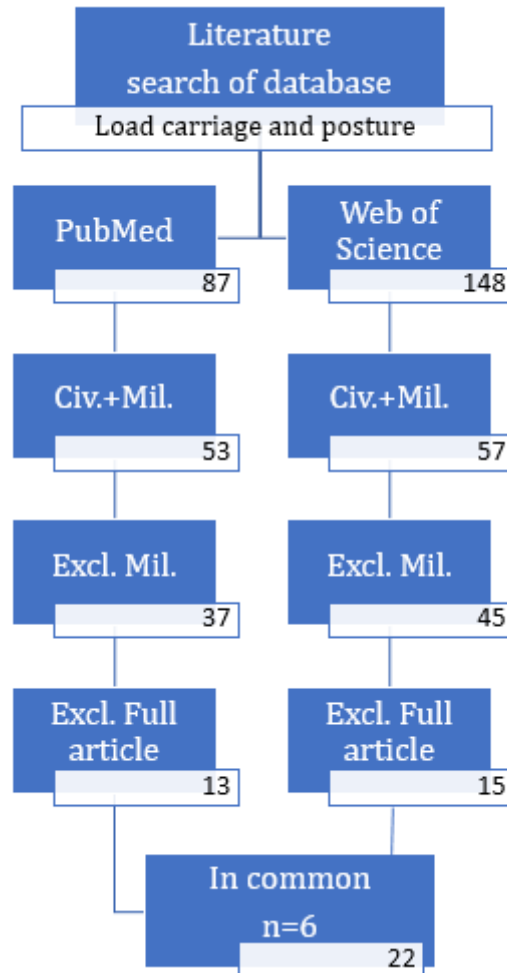 Literature
search of database
Load carriage and posture
PubMed
87
Web of
Science
148
Civ.+Mil.
53
Civ.+Mil.
57
Excl. Mil.
37
Excl. Mil.
45
Excl. Full
article
13
Excl. Full
article
15
In common
n=6
22